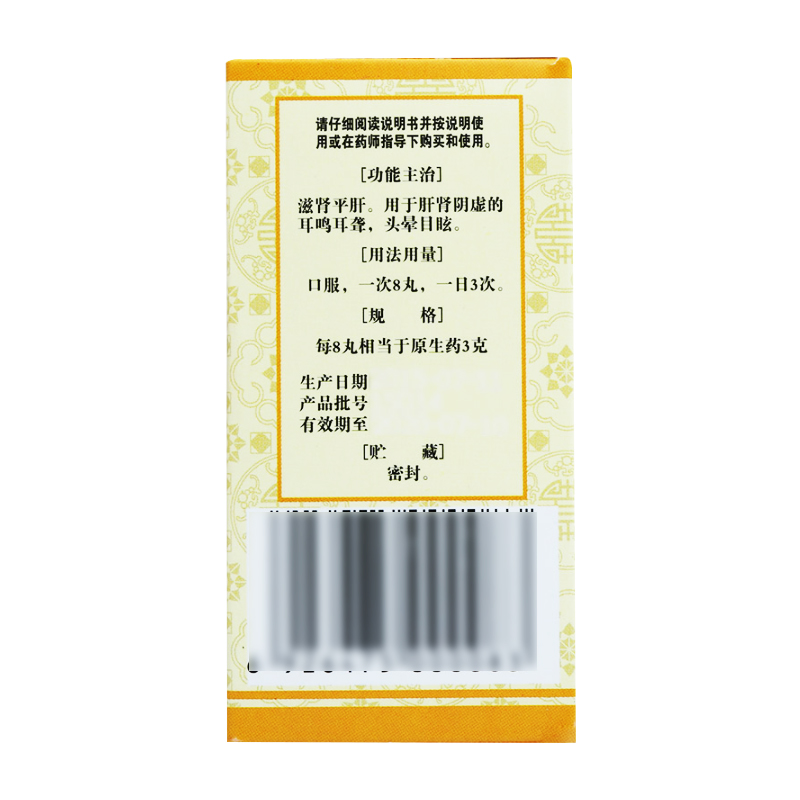 请仔细阅读说明书并按说明使
用或在药师指导下购买和使用。
[功能主治]
滋肾平肝。用于肝肾阴虚的
耳鸣耳聋，头晕目眩。
[用法用量]
口服，一次8丸，一日3次。
[规 格]
每8丸相当于原生药3克
生产日期
产品批号
有效期至
[贮 藏]
密封。